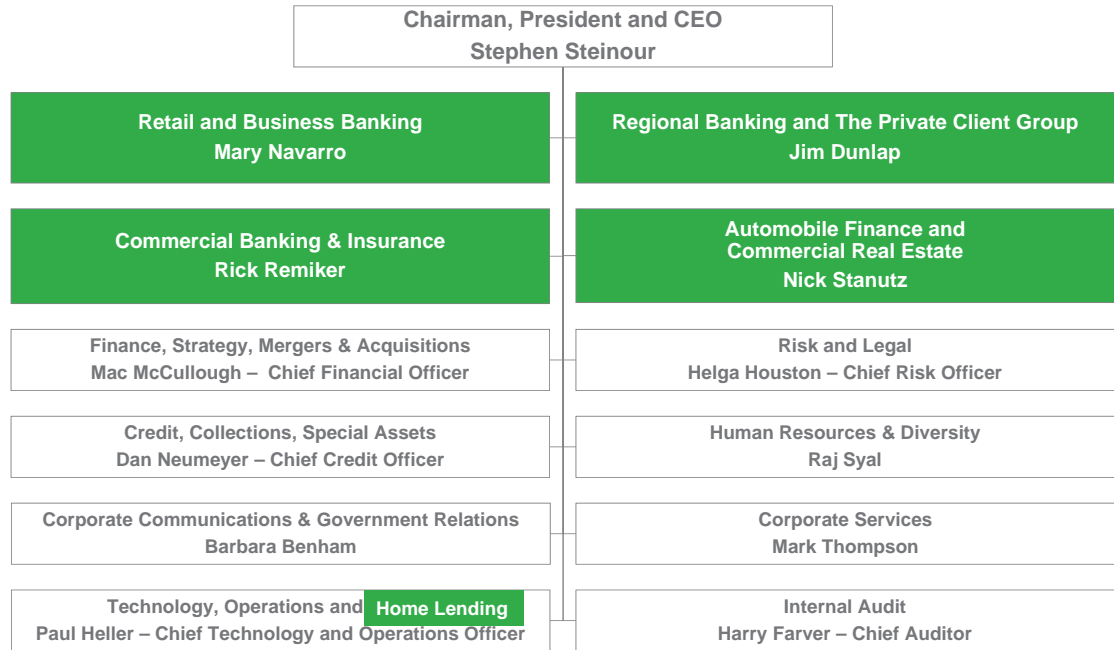 Chairman, President and CEO
Stephen Steinour
Retail and Business Banking
Mary Navarro
Regional Banking and The Private Client Group
Jim Dunlap
Commercial Banking & Insurance
Rick Remiker
Automobile Finance and
Commercial Real Estate
Nick Stanutz
Finance, Strategy, Mergers & Acquisitions
Mac McCullough – Chief Financial Officer
Risk and Legal
Helga Houston – Chief Risk Officer
Credit, Collections, Special Assets
Dan Neumeyer – Chief Credit Officer
Human Resources & Diversity
Raj Syal
Corporate Communications & Government Relations
Barbara Benham
Corporate Services
Mark Thompson
Technology, Operations and Home Lending
Paul Heller – Chief Technology and Operations Officer
Internal Audit
Harry Farver – Chief Auditor